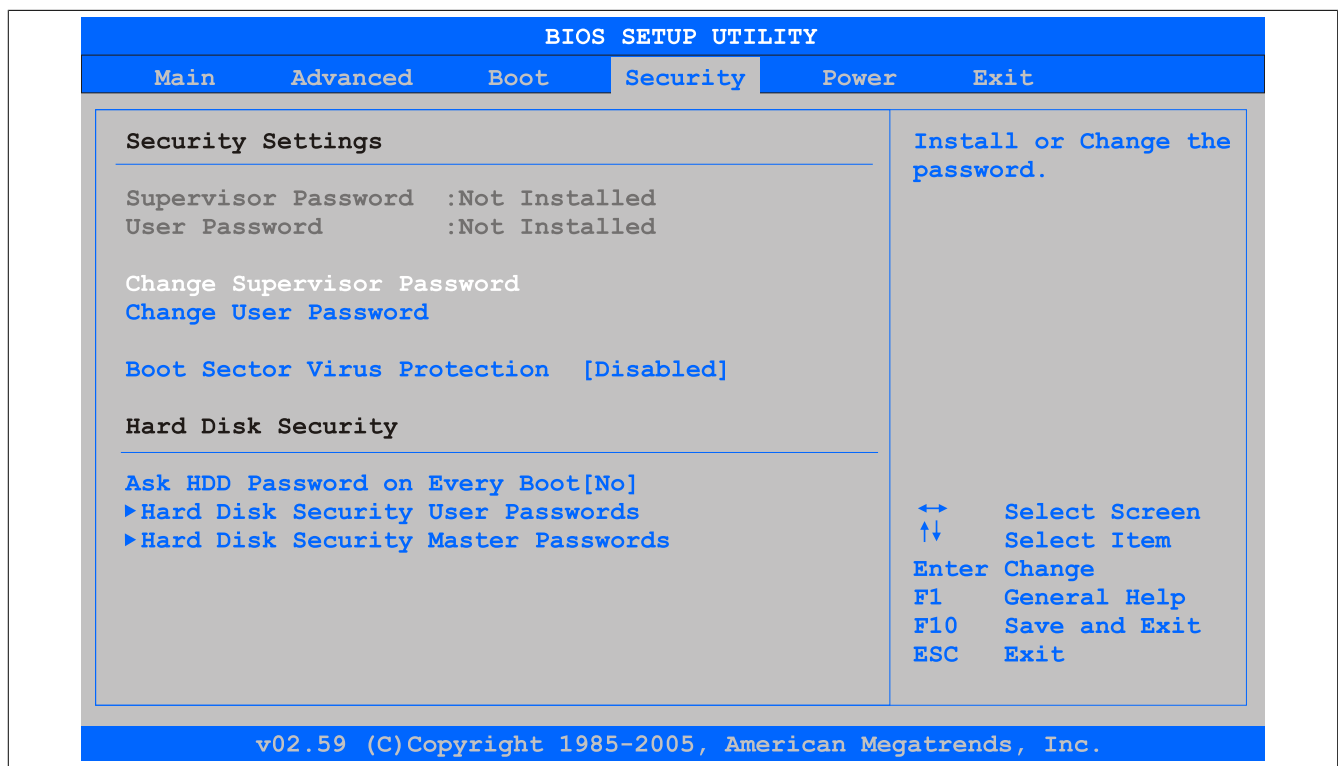 BIOS SETUP UTILITY
Main Advanced Boot Security Power Exit
Security Settings
Supervisor Password :Not Installed
User Password :Not Installed
Change Supervisor Password
Change User Password
Boot Sector Virus Protection [Disabled]
Hard Disk Security
Ask HDD Password on Every Boot[No]
▶Hard Disk Security User Passwords
▶Hard Disk Security Master Passwords
Install or Change the
password.
↔ Select Screen
↑↓ Select Item
Enter Change
F1 General Help
F10 Save and Exit
ESC Exit
v02.59 (C)Copyright 1985-2005, American Megatrends, Inc.